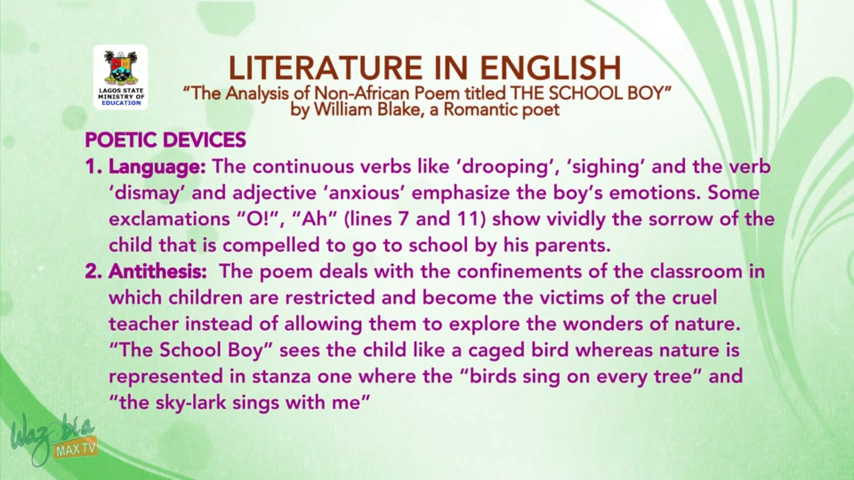 LAGOS STATE
MINISTRY OF
EDUCATION
LITERATURE IN ENGLISH
“The Analysis of Non-African Poem titled THE SCHOOL BOY”
by William Blake, a Romantic poet
POETIC DEVICES
1. Language: The continuous verbs like ‘drooping’, ‘sighing’ and the verb
‘dismay’ and adjective ‘anxious’ emphasize the boy’s emotions. Some
exclamations “O!”, “Ah” (lines 7 and 11) show vividly the sorrow of the
child that is compelled to go to school by his parents.
2. Antithesis: The poem deals with the confinements of the classroom in
which children are restricted and become the victims of the cruel
teacher instead of allowing them to explore the wonders of nature.
“The School Boy” sees the child like a caged bird whereas nature is
represented in stanza one where the “birds sing on every tree” and
“the sky-lark sings with me”
Wazobia
MAX TV